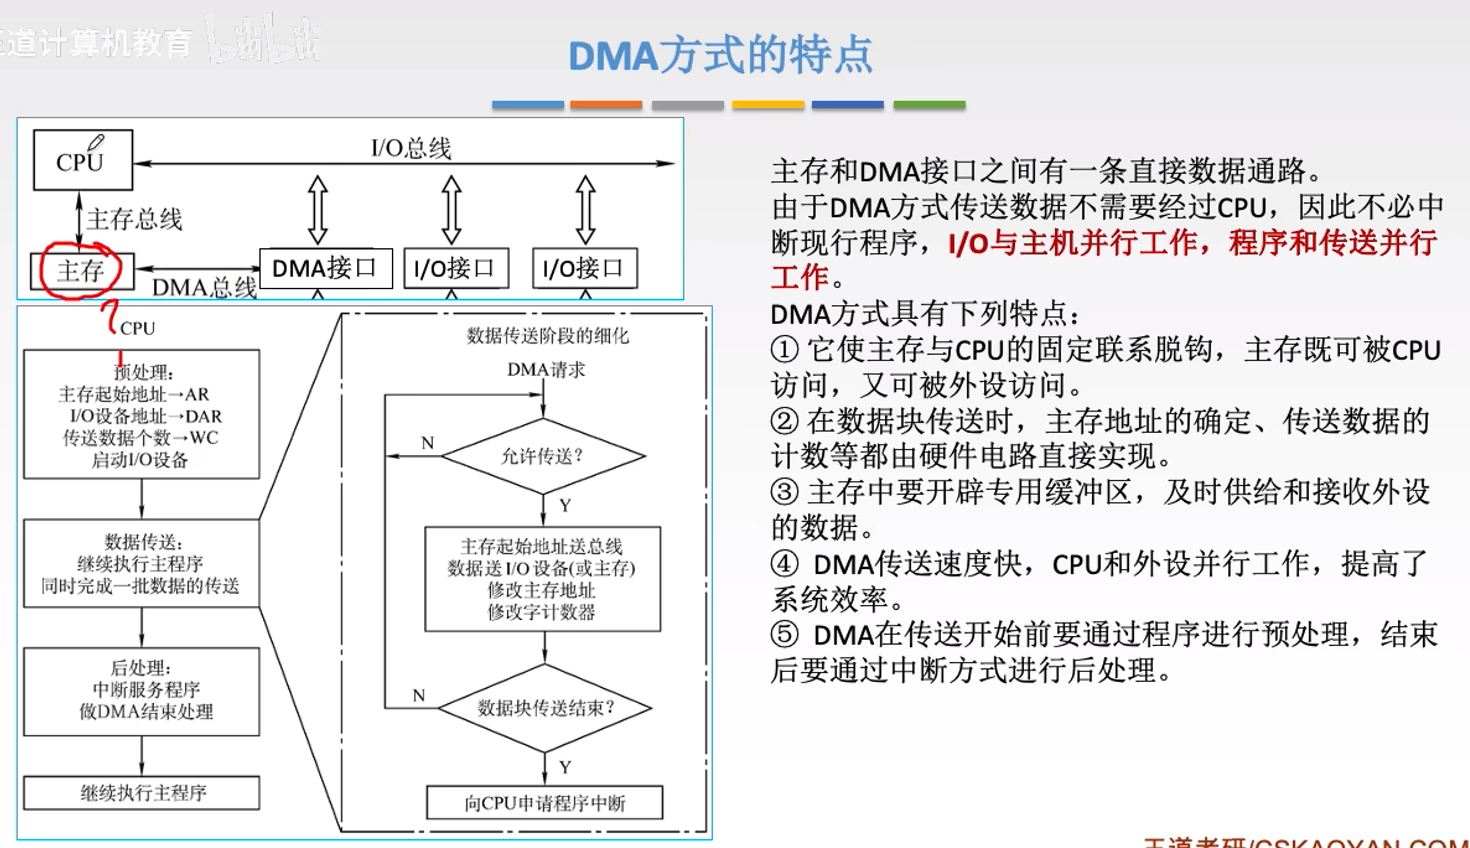 王道计算机教育 bilibili
DMA方式的特点
CPU
I/O总线
主存总线
主存
DMA总线
DMA接口
I/O接口
I/O接口
主存和DMA接口之间有一条直接数据通路。
由于DMA方式传送数据不需要经过CPU，因此不必中
断现行程序，I/O与主机并行工作，程序和传送并行
工作。
DMA方式具有下列特点：
① 它使主存与CPU的固定联系脱钩，主存既可被CPU
访问，又可被外设访问。
② 在数据块传送时，主存地址的确定、传送数据的
计数等都由硬件电路直接实现。
③ 主存中要开辟专用缓冲区，及时供给和接收外设
的数据。
④ DMA传送速度快，CPU和外设并行工作，提高了
系统效率。
⑤ DMA在传送开始前要通过程序进行预处理，结束
后要通过中断方式进行后处理。
CPU
预处理：
主存起始地址→AR
I/O设备地址→DAR
传送数据个数→WC
启动I/O设备
数据传送：
继续执行主程序
同时完成一批数据的传送
后处理：
中断服务程序
做DMA结束处理
继续执行主程序
数据传送阶段的细化
DMA请求
允许传送？
N
Y
主存起始地址送总线
数据送I/O设备(或主存)
修改主存地址
修改字计数器
数据块传送结束？
N
Y
向CPU申请程序中断
王道考研/CSKAOYAN.COM